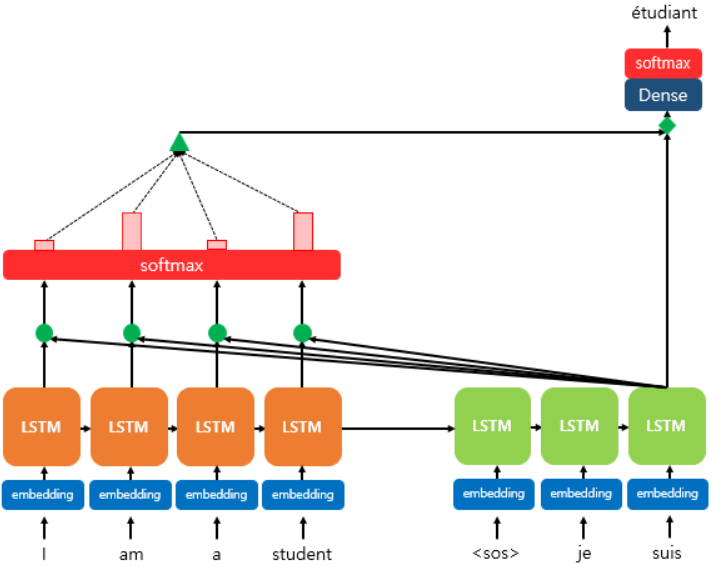 étudiant
softmax
Dense
softmax
LSTM LSTM LSTM LSTM LSTM LSTM LSTM
embedding embedding embedding embedding embedding embedding embedding
I am a student <sos> je suis